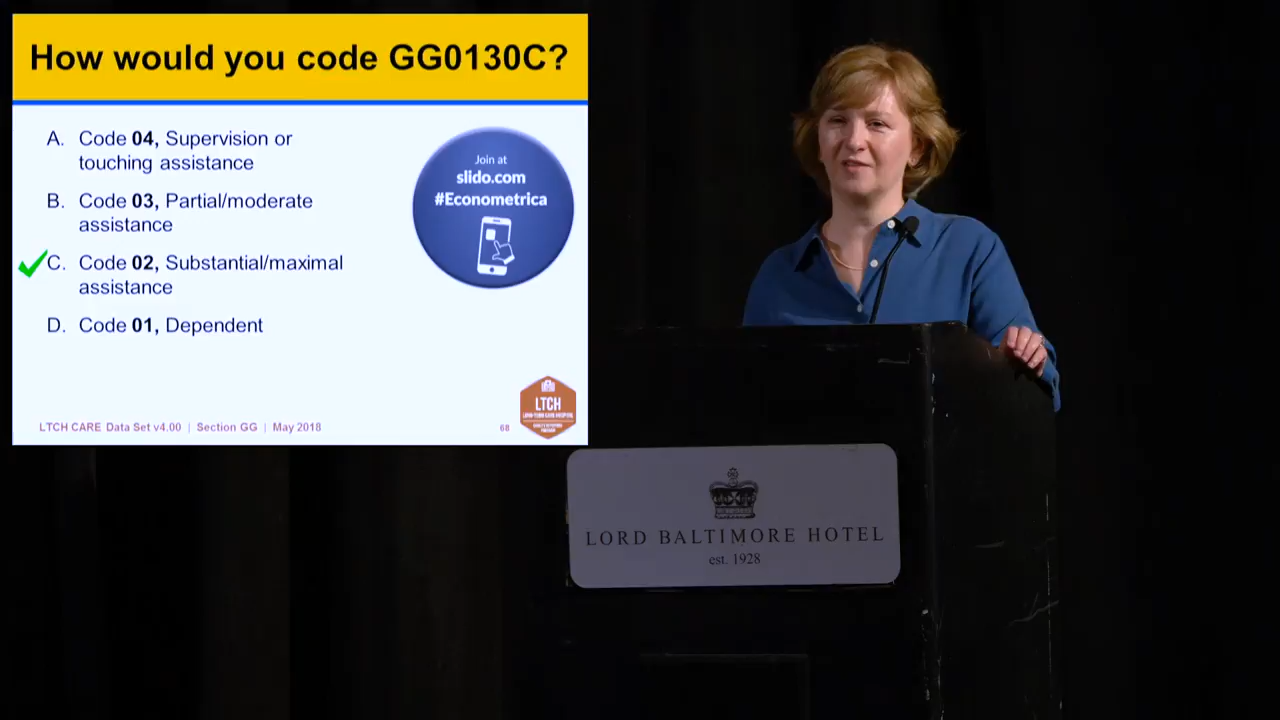 How would you code GG0130C?
A. Code 04, Supervision or
touching assistance
B. Code 03, Partial/moderate
assistance
C. Code 02, Substantial/maximal
assistance
D. Code 01, Dependent
Join at
slido.com
#Econometrica
LTCH
LTCH CARE Data Set v4.00 | Section GG | May 2018
68
LORD BALTIMORE HOTEL
est. 1928